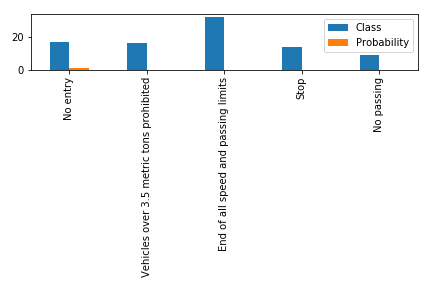 20
0
Class
Probability
No entry
Vehicles over 3.5 metric tons prohibited
End of all speed and passing limits
Stop
No passing